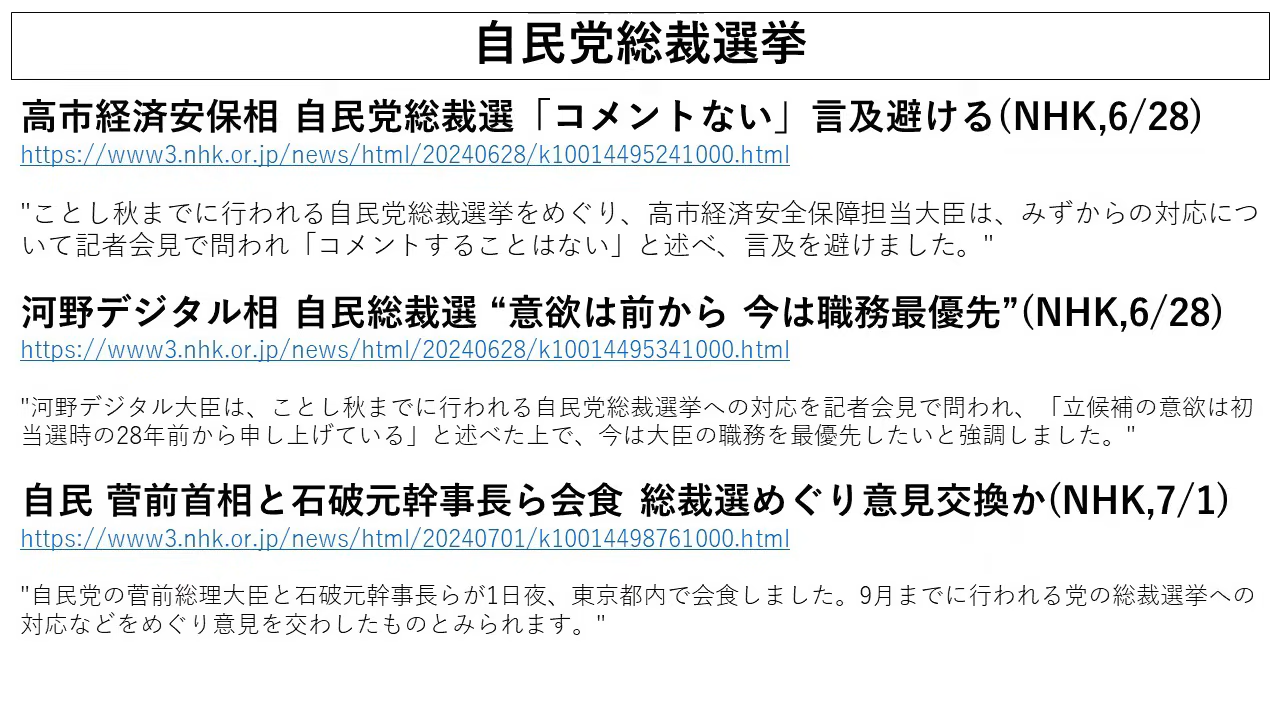 自民党総裁選挙
高市経済安保相 自民党総裁選「コメントない」言及避ける(NHK,6/28)
https://www3.nhk.or.jp/news/html/20240628/k10014495241000.html
"ことし秋までに行われる自民党総裁選挙をめぐり、高市経済安全保障担当大臣は、みずからの対応につ
いて記者会見で問われ「コメントすることはない」と述べ、言及を避けました。"
河野デジタル相 自民総裁選 “意欲は前から 今は職務最優先”(NHK,6/28)
https://www3.nhk.or.jp/news/html/20240628/k10014495341000.html
"河野デジタル大臣は、ことし秋までに行われる自民党総裁選挙への対応を記者会見で問われ、「立候補の意欲は初
当選時の28年前から申し上げている」と述べた上で、今は大臣の職務を最優先したいと強調しました。"
自民 菅前首相と石破元幹事長ら会食 総裁選めぐり意見交換か(NHK,7/1)
https://www3.nhk.or.jp/news/html/20240701/k10014498761000.html
"自民党の菅前総理大臣と石破元幹事長らが1日夜、東京都内で会食しました。9月までに行われる党の総裁選挙への
対応などをめぐり意見を交わしたものとみられます。"